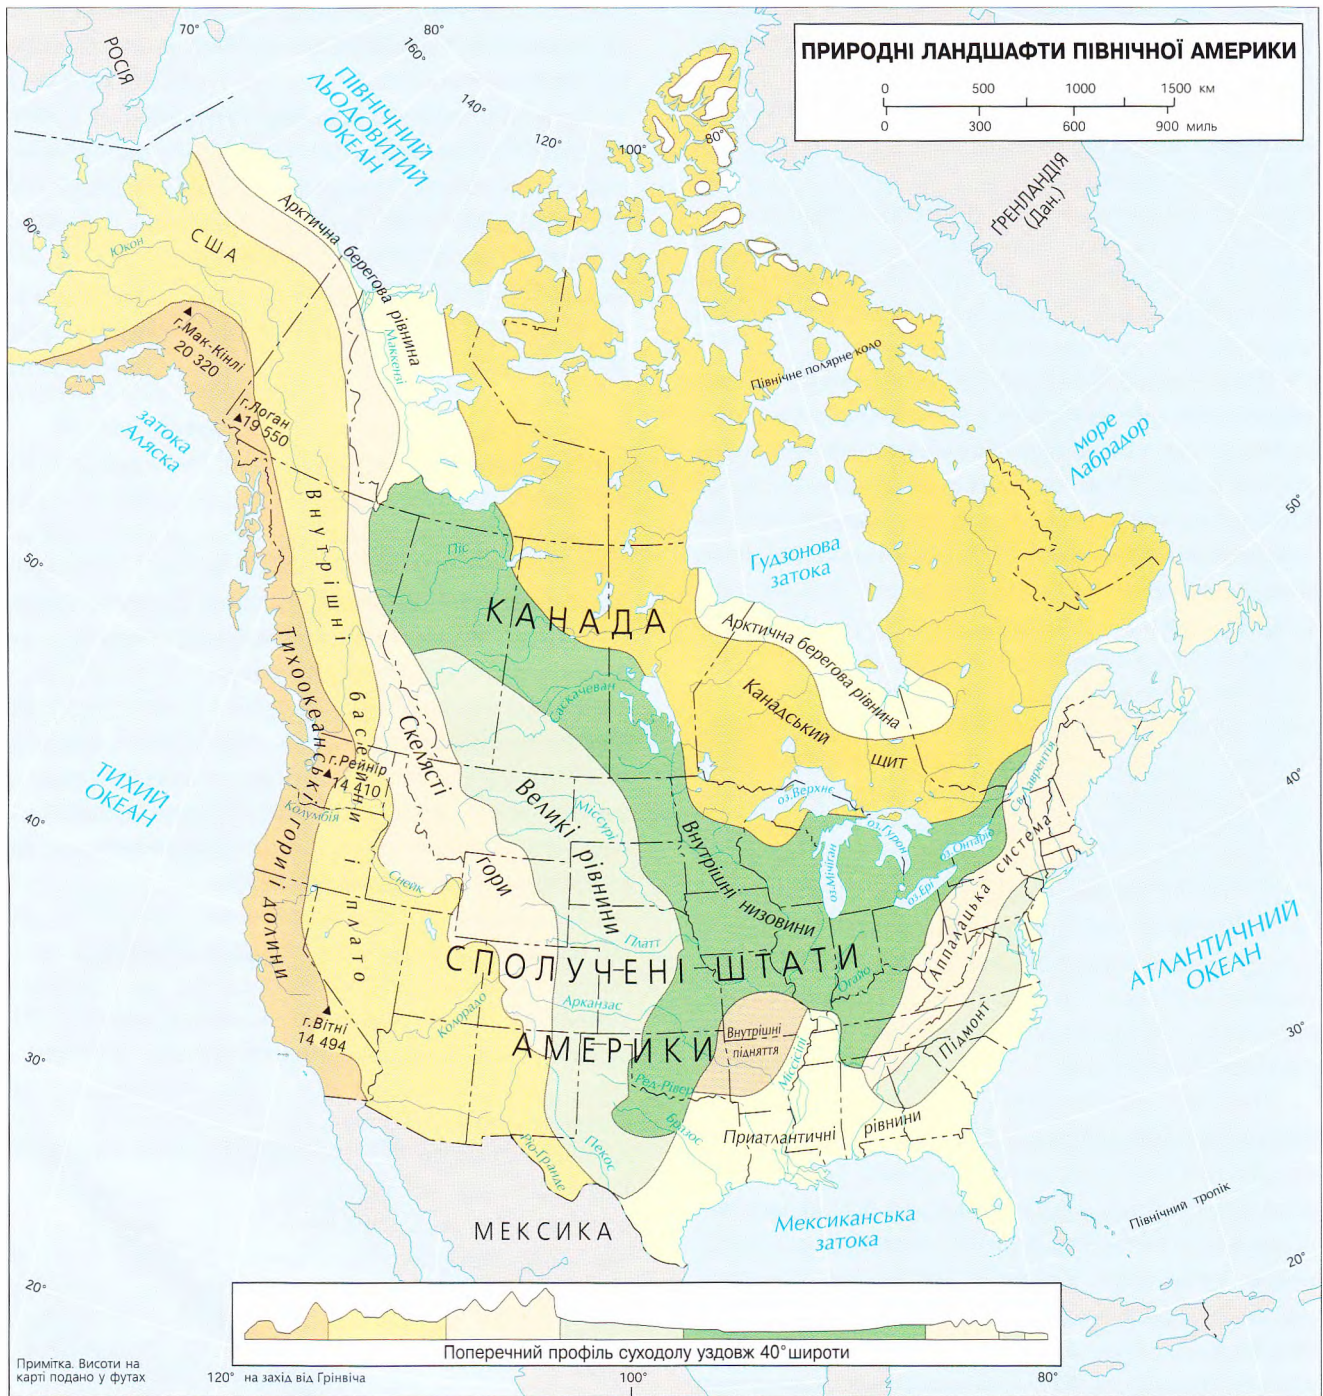 ПРИРОДНІ ЛАНДШАФТИ ПІВНІЧНОЇ АМЕРИКИ
0 500 1000 1500 км
0 300 600 900 миль
70°
80°
160°
140°
120°
100°
80°
РОСІЯ
ПІВНІЧНИЙ
ЛЬОДОВИТИЙ
ОКЕАН
ҐРЕНЛАНДІЯ
(Дан.)
60°
США
Юкон
Арктична берегова рівнина
Маккензі
г.Мак-Кінлі
20 320
г.Логан
19 550
затока
Аляска
Північне полярне коло
море
Лабрадор
50°
50°
Внутрішні басейни і плато
Піс
Гудзонова
затока
КАНАДА
Арктична берегова рівнина
Канадський щит
Тихоокеанські гори і долини
Саскачеван
Скелясті гори
г.Рейнір
14 410
Колумбія
ТИХИЙ
ОКЕАН
40°
40°
Великі рівнини
Міссурі
Внутрішні низовини
оз.Верхнє
оз.Гурон
оз.Мічіган
оз.Онтаріо
оз.Ері
Св.Лаврентія
Аппалацька система
Снейк
Платт
СПОЛУЧЕНІ ШТАТИ
АМЕРИКИ
Огайо
АТЛАНТИЧНИЙ
ОКЕАН
Арканзас
Колорадо
г.Вітні
14 494
30°
30°
Внутрішні
підняття
Міссісіпі
Підмонт
Ред-Рівер
Бразос
Приатлантичні рівнини
Пекос
Ріо-Гранде
МЕКСИКА
Мексиканська
затока
Північний тропік
20°
20°
Поперечний профіль суходолу уздовж 40° широти
Примітка. Висоти на
карті подано у футах
120° на захід від Грінвіча
100°
80°